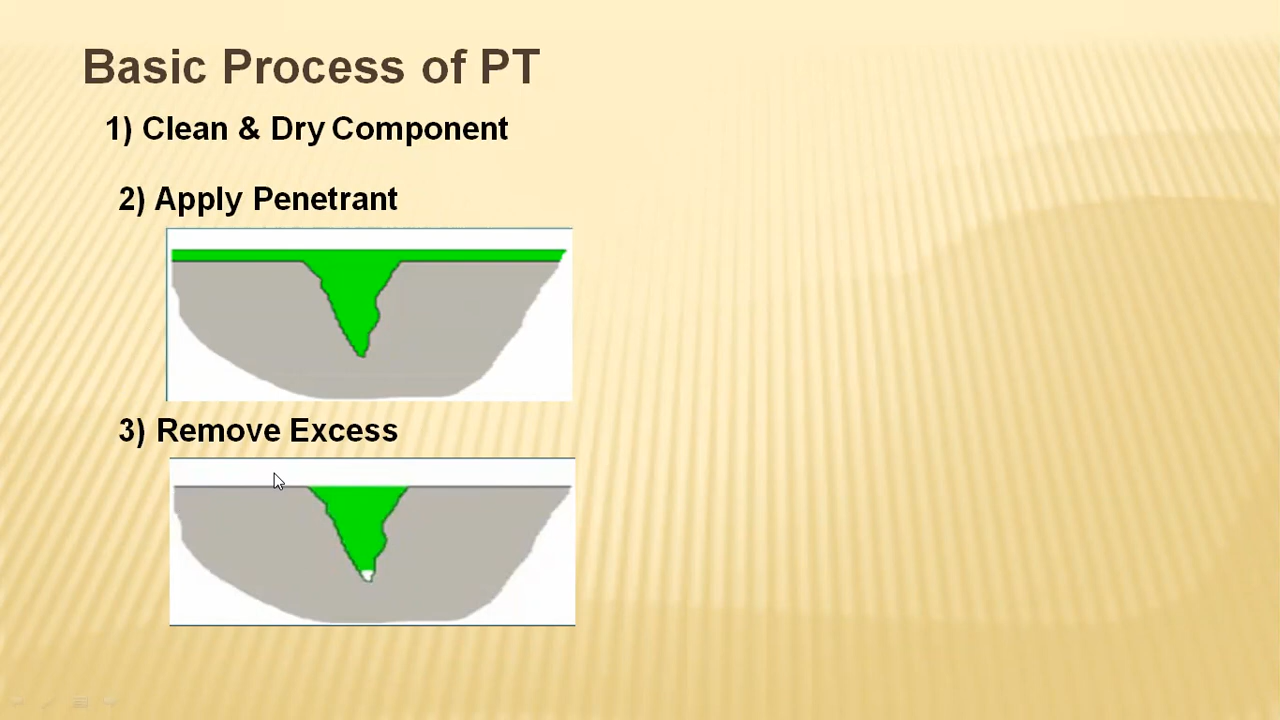 Basic Process of PT
1) Clean & Dry Component
2) Apply Penetrant
3) Remove Excess